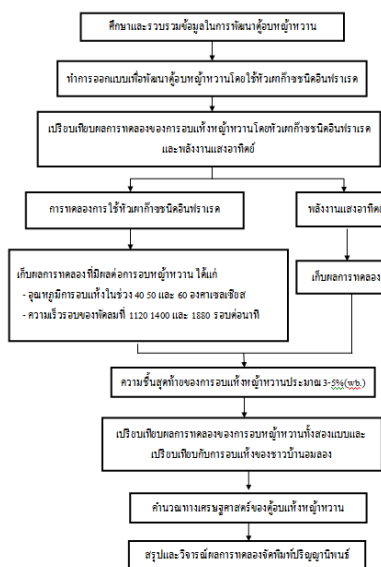 ศึกษาและรวบรวมข้อมูลในการพัฒนาตู้อบหญ้าหวาน
ทำการออกแบบเพื่อพัฒนาตู้อบหญ้าหวานโดยใช้หัวเผาก๊าซชนิดอินฟราเรด
เปรียบเทียบผลการทดลองของการอบแห้งหญ้าหวานโดยหัวเผาก๊าซชนิดอินฟราเรด
และพลังงานแสงอาทิตย์
การทดลองการใช้หัวเผาก๊าซชนิดอินฟราเรด
พลังงานแสงอาทิตย์
เก็บผลการทดลองที่มีผลต่อการอบหญ้าหวาน ได้แก่
- อุณหภูมิการอบแห้งในช่วง 40 50 และ 60 องศาเซลเซียส
- ความเร็วรอบของพัดลมที่ 1120 1400 และ 1880 รอบต่อนาที
เก็บผลการทดลอง
ความชื้นสุดท้ายของการอบแห้งหญ้าหวานประมาณ 3-5%(wb.)
เปรียบเทียบผลการทดลองของการอบหญ้าหวานทั้งสองแบบและ
เปรียบเทียบกับการอบแห้งของชาวบ้านอมลอง
คำนวณทางเศรษฐศาสตร์ของตู้อบแห้งหญ้าหวาน
สรุปและวิจารณ์ผลการทดลองจัดพิมพ์ปริญญานิพนธ์